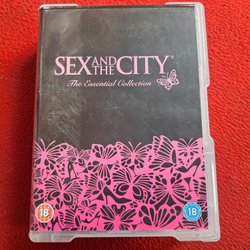 SEX AND THE CITY
The Essential Collection
18
18